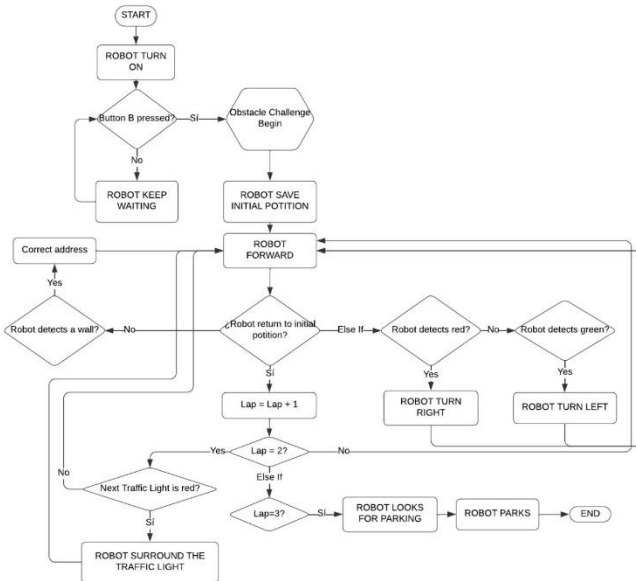 START
ROBOT TURN
ON
Button B pressed?
Sí
Obstacle Challenge
Begin
No
ROBOT KEEP
WAITING
ROBOT SAVE
INITIAL POTITION
Correct address
ROBOT
FORWARD
Yes
Robot detects a wall?
No
¿Robot return to initial
potition?
Else If
Robot detects red?
No
Robot detects green?
Yes
Yes
Sí
Lap = Lap + 1
ROBOT TURN
RIGHT
ROBOT TURN LEFT
Yes
Lap = 2?
No
No
Next Traffic Light is red?
Else If
Lap=3?
Sí
ROBOT LOOKS
FOR PARKING
ROBOT PARKS
END
Sí
ROBOT SURROUND THE
TRAFFIC LIGHT